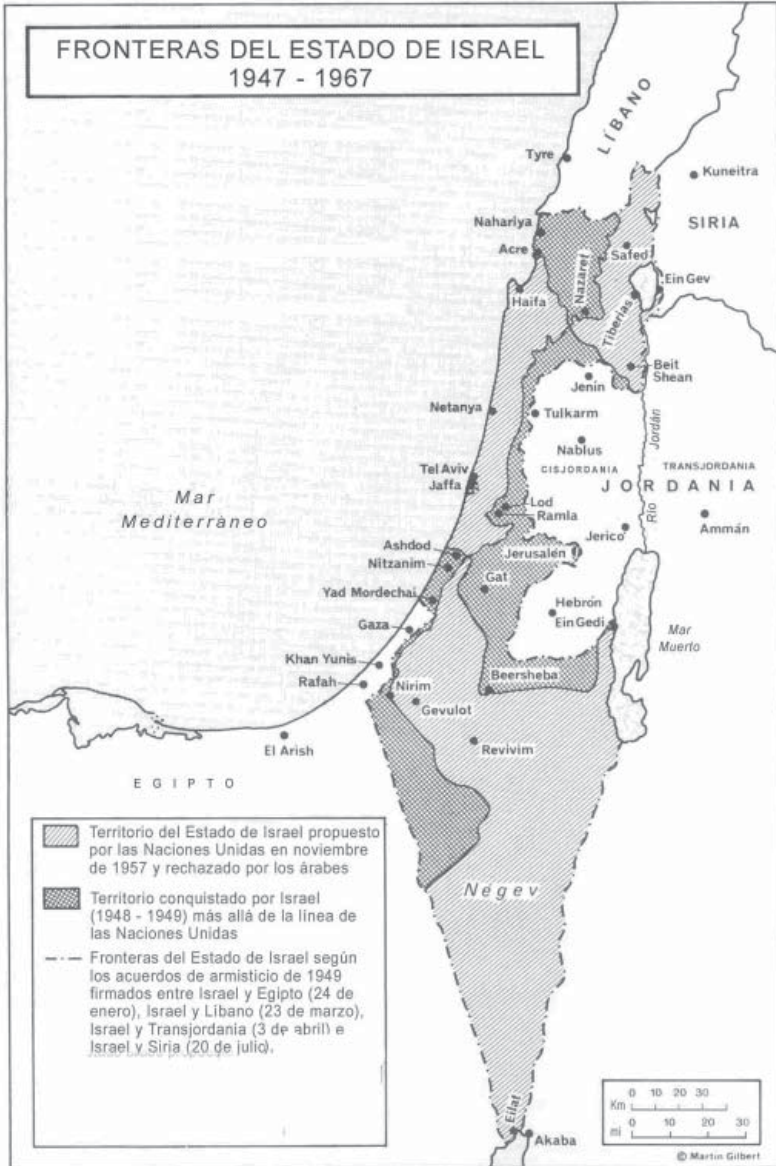 FRONTERAS DEL ESTADO DE ISRAEL
1947 - 1967
LÍBANO
Tyre
Kuneitra
SIRIA
Nahariya
Acre
Safed
Nazaret
Ein Gev
Haifa
Tiberias
Beit
Shean
Jenín
Netanya
Tulkarm
Jordán
Nablus
CISJORDANIA
TRANSJORDANIA
JORDANIA
Tel Aviv
Jaffa
Río
Mar
Mediterràneo
Lod
Ramla
Ammán
Jerico
Jerusalén
Ashdod
Nitzanim
Gat
Yad Mordechai
Hebrón
Ein Gedi
Gaza
Mar
Muerto
Khan Yunis
Rafah
Nirim
Beersheba
Gevulot
Revivim
El Arish
EGIPTO
Négev
Territorio del Estado de Israel propuesto
por las Naciones Unidas en noviembre
de 1957 y rechazado por los árabes
Territorio conquistado por Israel
(1948 - 1949) más allá de la línea de
las Naciones Unidas
Fronteras del Estado de Israel según
los acuerdos de armisticio de 1949
firmados entre Israel y Egipto (24 de
enero), Israel y Líbano (23 de marzo),
Israel y Transjordania (3 de abril) e
Israel y Siria (20 de julio).
Eilat
Akaba
0 10 20 30
Km
mi
0 10 20 30
© Martin Gilbert